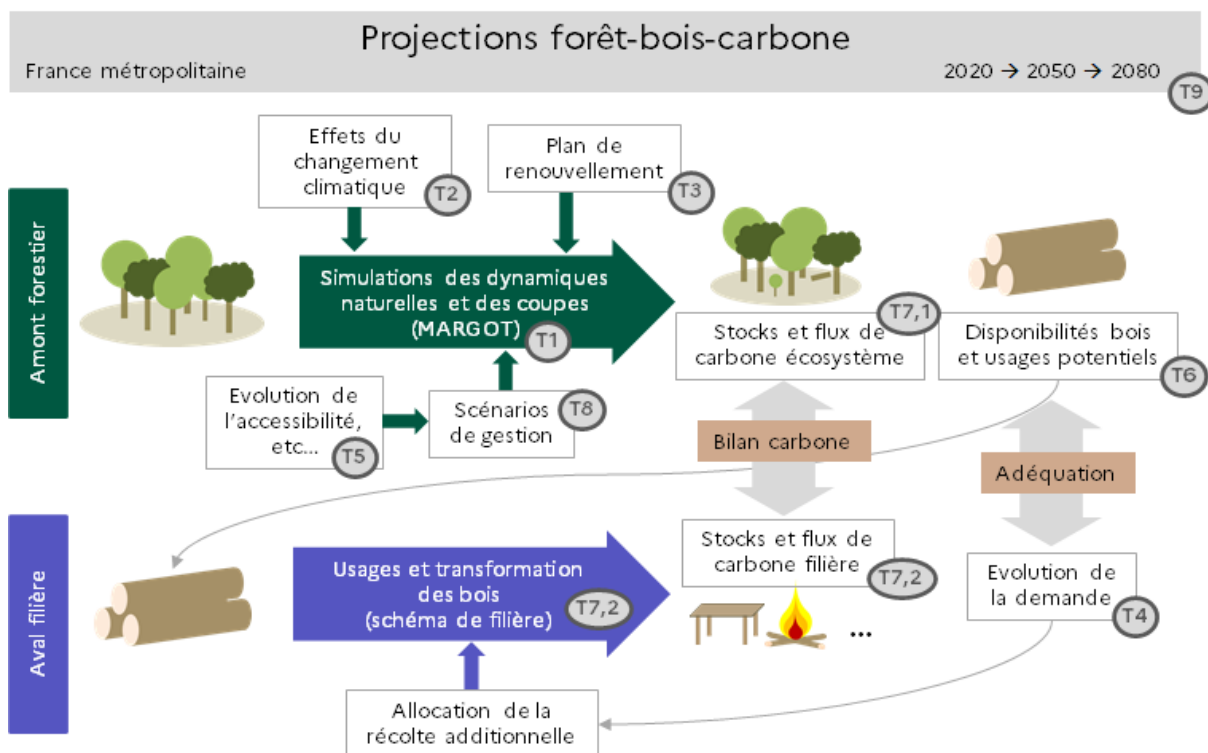 Projections forêt-bois-carbone
France métropolitaine
2020 → 2050 → 2080
T9
Amont forestier
Effets du
changement
climatique
T2
Plan de
renouvellement
T3
Simulations des dynamiques
naturelles et des coupes
(MARGOT)
T1
Stocks et flux de
carbone écosystème
T7,1
Disponibilités bois
et usages potentiels
T6
Evolution de
l'accessibilité,
etc...
T5
Scénarios
de gestion
T8
Bilan carbone
Adéquation
Aval filière
Usages et transformation
des bois
(schéma de filière)
T7,2
Stocks et flux de
carbone filière
T7,2
...
Evolution de
la demande
T4
Allocation de la
récolte additionnelle